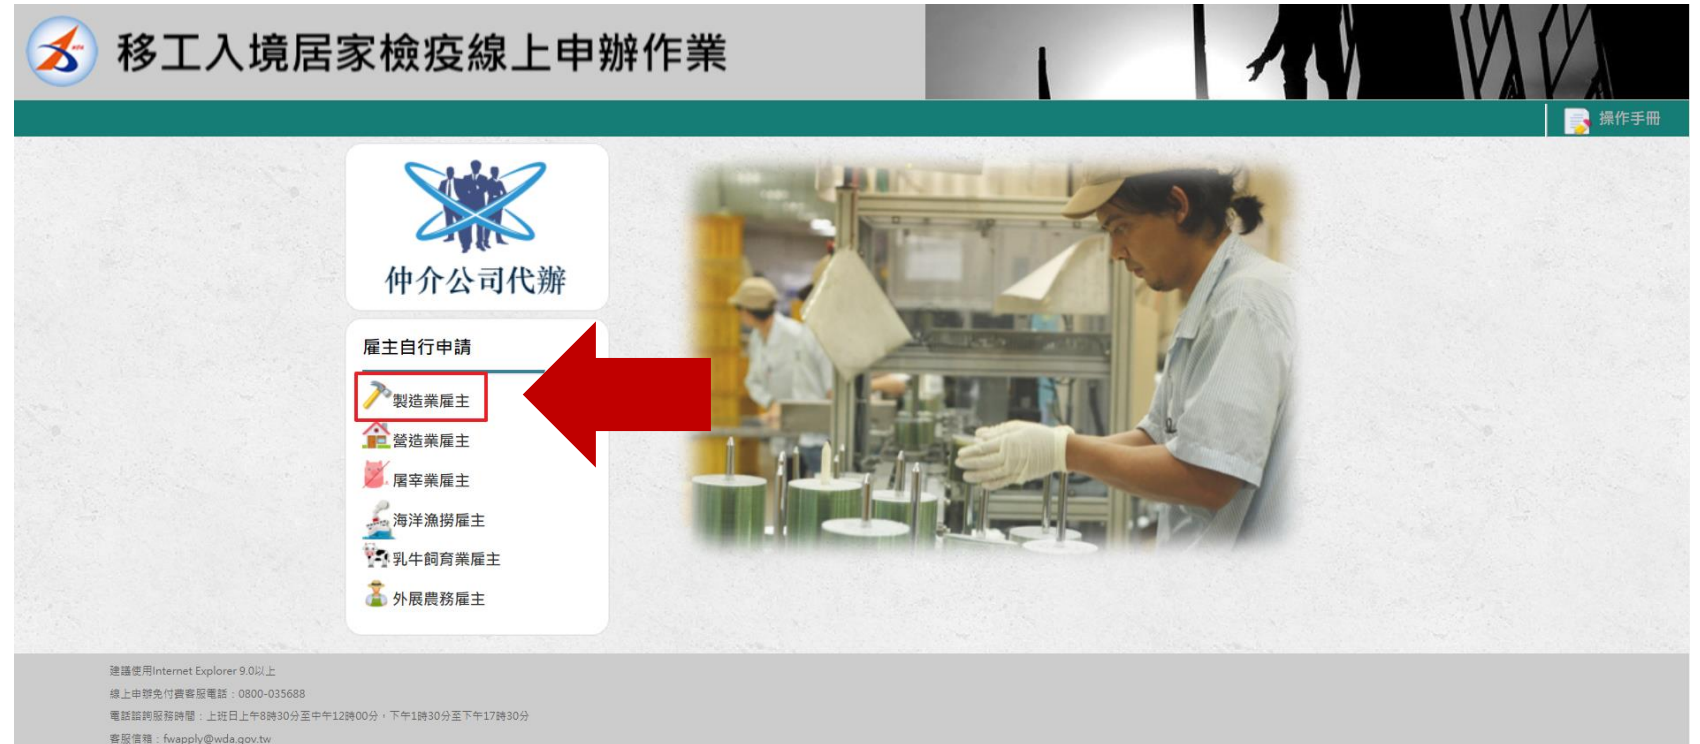 移工入境居家檢疫線上申辦作業
操作手冊
仲介公司代辦
雇主自行申請
製造業雇主
營造業雇主
屠宰業雇主
海洋漁撈雇主
乳牛飼育業雇主
外展農務雇主
建議使用Internet Explorer 9.0以上
線上申辦免付費客服電話：0800-035688
電話諮詢服務時間：上班日上午8時30分至中午12時00分，下午1時30分至下午17時30分
客服信箱：fwapply@wda.gov.tw